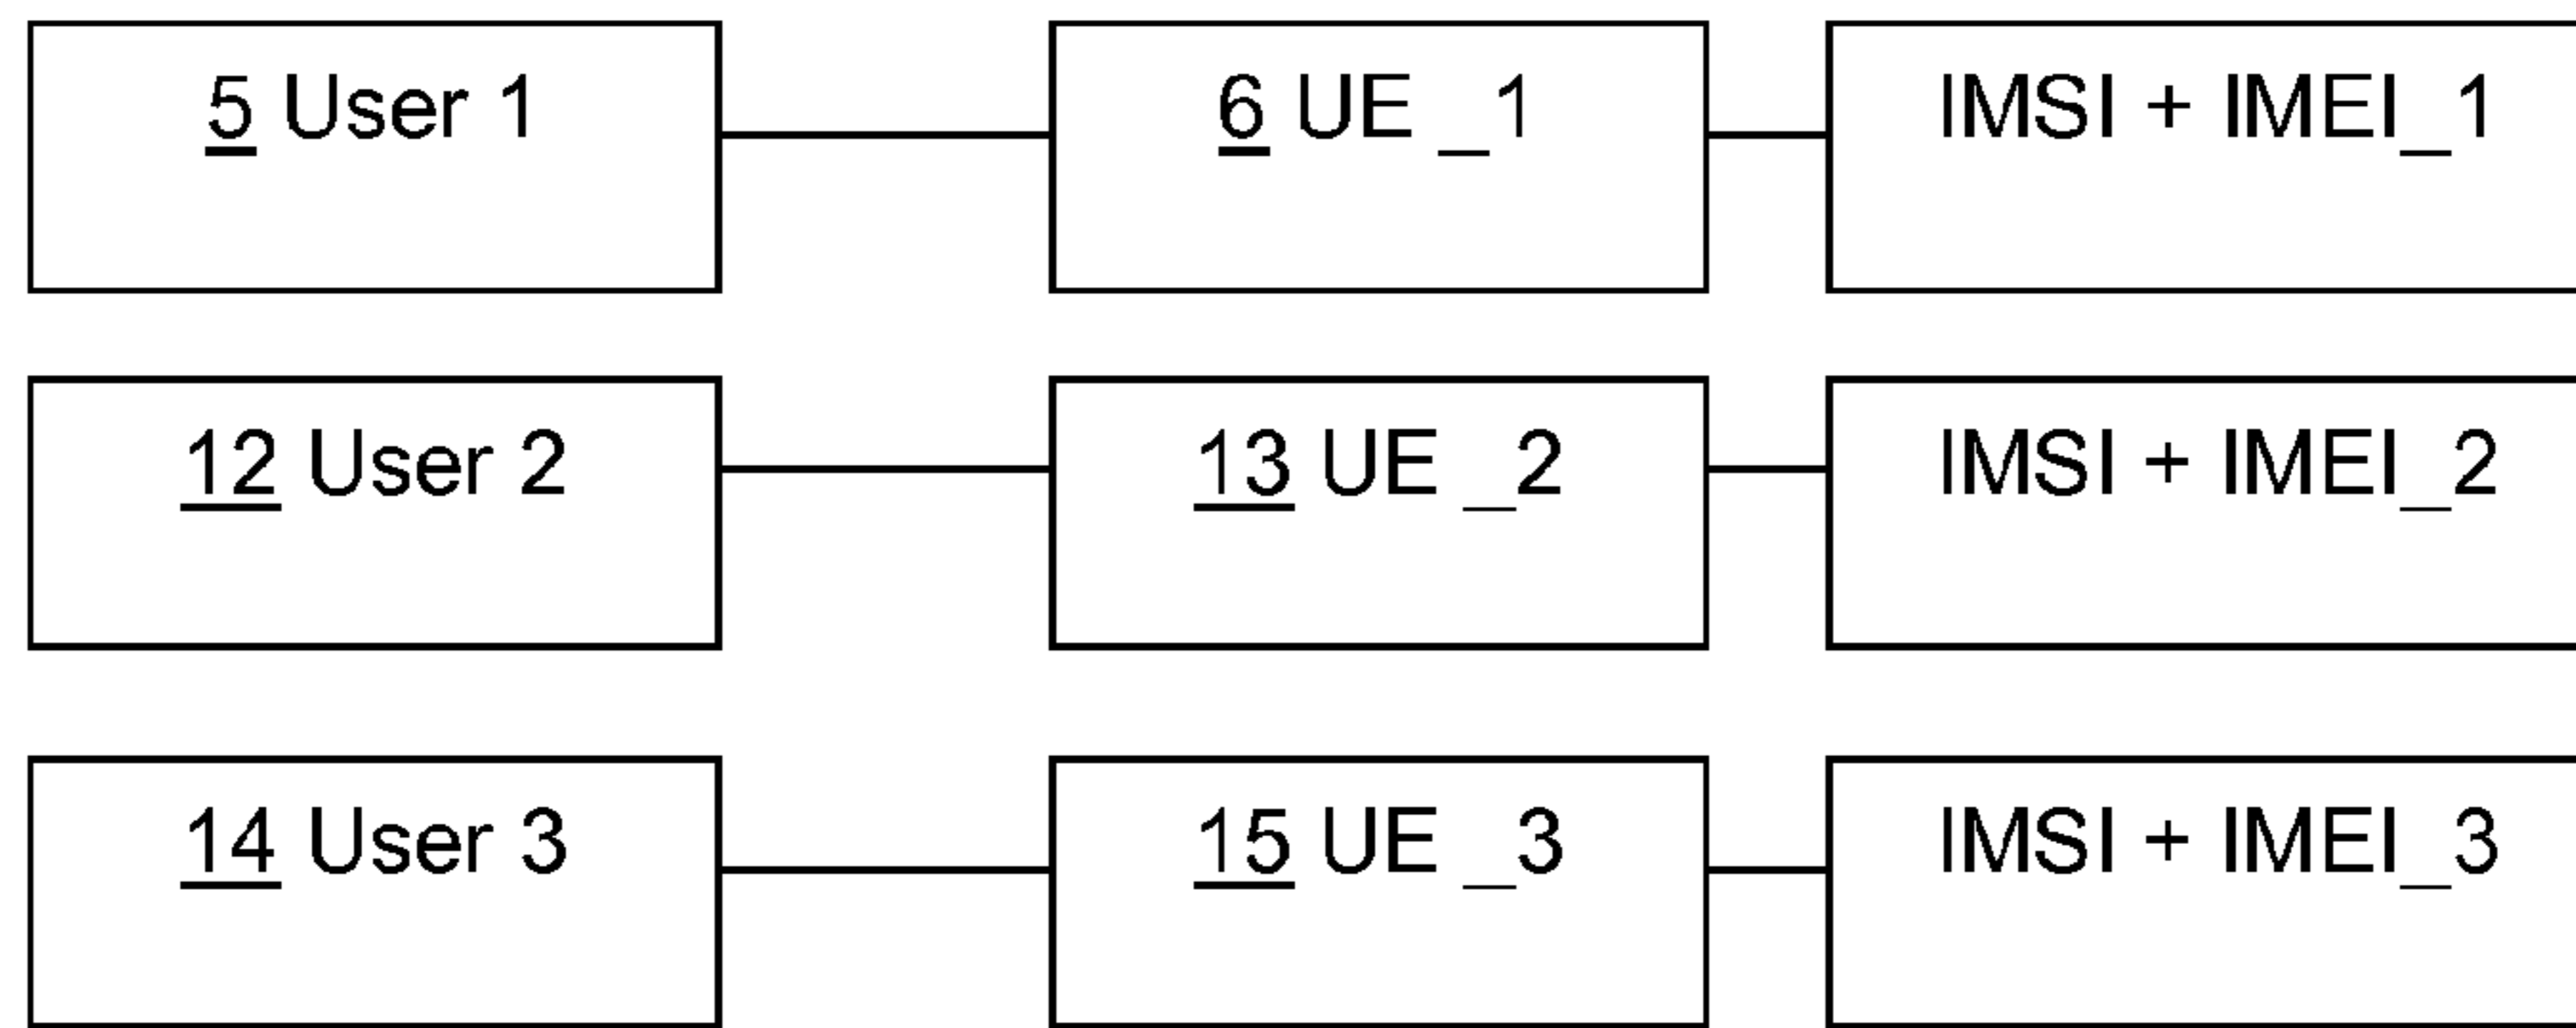 5 User 1 6 UE _1 IMSI + IMEI_1
12 User 2 13 UE _2 IMSI + IMEI_2
14 User 3 15 UE _3 IMSI + IMEI_3